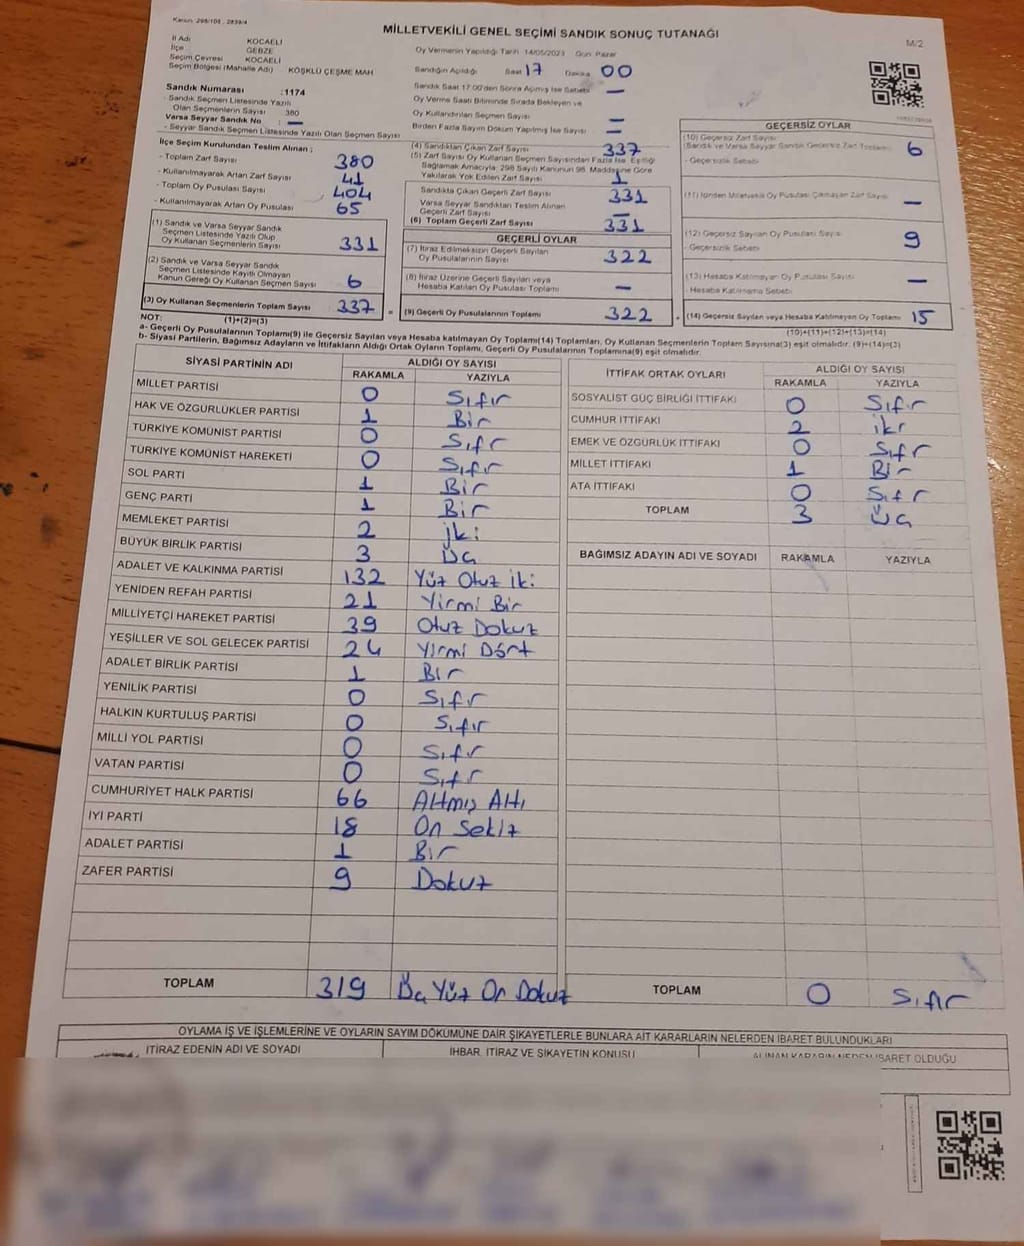 Kanun :298/105 , 2839/4
MİLLETVEKİLİ GENEL SEÇİMİ SANDIK SONUÇ TUTANAĞI
M/2
İl Adı KOCAELİ
İlçe GEBZE
Seçim Çevresi KOCAELİ
Seçim Bölgesi (Mahalle Adı) KÖŞKLÜ ÇEŞME MAH
Sandık Numarası :1174
- Sandık Seçmen Listesinde Yazılı
Olan Seçmenlerin Sayısı 380
Varsa Seyyar Sandık No : —
- Seyyar Sandık Seçmen Listesinde Yazılı Olan Seçmen Sayısı
Oy Vermenin Yapıldığı Tarih 14/05/2023 Gün Pazar
Sandığın Açıldığı Saat 17 Dakika 00
Sandık Saat 17.00'den Sonra Açılmış İse Sebebi —
Oy Verme Saati Bitiminde Sırada Bekleyen ve
Oy Kullandırılan Seçmen Sayısı —
Birden Fazla Sayım Döküm Yapılmış İse Sayısı —
İlçe Seçim Kurulundan Teslim Alınan ;
- Toplam Zarf Sayısı 380
- Kullanılmayarak Artan Zarf Sayısı 41
- Toplam Oy Pusulası Sayısı 404
- Kullanılmayarak Artan Oy Pusulası 65
(1) Sandık ve Varsa Seyyar Sandık
Seçmen Listesinde Yazılı Olup
Oy Kullanan Seçmenlerin Sayısı 331
(2) Sandık ve Varsa Seyyar Sandık
Seçmen Listesinde Kayıtlı Olmayan
Kanun Gereği Oy Kullanan Seçmen Sayısı 6
(3) Oy Kullanan Seçmenlerin Toplam Sayısı 337 =
(4) Sandıktan Çıkan Zarf Sayısı 337
(5) Zarf Sayısı Oy Kullanan Seçmen Sayısından Fazla İse, Eşitliği
Sağlamak Amacıyla; 298 Sayılı Kanunun 98. Maddesine Göre
Yakılarak Yok Edilen Zarf Sayısı 1
Sandıkta Çıkan Geçerli Zarf Sayısı 331
Varsa Seyyar Sandıktan Teslim Alınan
Geçerli Zarf Sayısı —
(6) Toplam Geçerli Zarf Sayısı 331
GEÇERLİ OYLAR
(7) İtiraz Edilmeksizin Geçerli Sayılan
Oy Pusulalarının Sayısı 322
(8) İtiraz Üzerine Geçerli Sayılan veya
Hesaba Katılan Oy Pusulası Toplamı —
(9) Geçerli Oy Pusulalarının Toplamı 322 +
GEÇERSİZ OYLAR
(10) Geçersiz Zarf Sayısı
(Sandık ve Varsa Seyyar Sandık Geçersiz Zarf Toplamı) 6
- Geçersizlik Sebebi
(11) İçinden Milletvekili Oy Pusulası Çıkmayan Zarf Sayısı —
(12) Geçersiz Sayılan Oy Pusulası Sayısı 9
- Geçersizlik Sebebi
(13) Hesaba Katılmayan Oy Pusulası Sayısı —
- Hesaba Katılmama Sebebi
(14) Geçersiz Sayılan veya Hesaba Katılmayan Oy Toplamı 15
NOT: (1)+(2)=(3) (10)+(11)+(12)+(13)=(14)
a- Geçerli Oy Pusulalarının Toplamı(9) ile Geçersiz Sayılan veya Hesaba katılmayan Oy Toplamı(14) Toplamları, Oy Kullanan Seçmenlerin Toplam Sayısına(3) eşit olmalıdır. (9)+(14)=(3)
b- Siyasi Partilerin, Bağımsız Adayların ve İttifakların Aldığı Ortak Oyların Toplamı, Geçerli Oy Pusulalarının Toplamına(9) eşit olmalıdır.
SİYASİ PARTİNİN ADI ALDIĞI OY SAYISI
RAKAMLA YAZIYLA
MİLLET PARTİSİ 0 Sıfır
HAK VE ÖZGÜRLÜKLER PARTİSİ 1 Bir
TÜRKİYE KOMÜNİST PARTİSİ 0 Sıfır
TÜRKİYE KOMÜNİST HAREKETİ 0 Sıfır
SOL PARTİ 1 Bir
GENÇ PARTİ 1 Bir
MEMLEKET PARTİSİ 2 İki
BÜYÜK BİRLİK PARTİSİ 3 Üç
ADALET VE KALKINMA PARTİSİ 132 Yüz Otuz iki
YENİDEN REFAH PARTİSİ 21 Yirmi Bir
MİLLİYETÇİ HAREKET PARTİSİ 39 Otuz Dokuz
YEŞİLLER VE SOL GELECEK PARTİSİ 24 Yirmi Dört
ADALET BİRLİK PARTİSİ 1 Bir
YENİLİK PARTİSİ 0 Sıfır
HALKIN KURTULUŞ PARTİSİ 0 Sıfır
MİLLİ YOL PARTİSİ 0 Sıfır
VATAN PARTİSİ 0 Sıfır
CUMHURİYET HALK PARTİSİ 66 Altmış Altı
İYİ PARTİ 18 On Sekiz
ADALET PARTİSİ 1 Bir
ZAFER PARTİSİ 9 Dokuz
TOPLAM 319 Üç Yüz On Dokuz
İTTİFAK ORTAK OYLARI ALDIĞI OY SAYISI
RAKAMLA YAZIYLA
SOSYALİST GÜÇ BİRLİĞİ İTTİFAKI 0 Sıfır
CUMHUR İTTİFAKI 2 iki
EMEK VE ÖZGÜRLÜK İTTİFAKI 0 Sıfır
MİLLET İTTİFAKI 1 Bir
ATA İTTİFAKI 0 Sıfır
TOPLAM 3 Üç
BAĞIMSIZ ADAYIN ADI VE SOYADI RAKAMLA YAZIYLA
TOPLAM 0 Sıfır
OYLAMA İŞ VE İŞLEMLERİNE VE OYLARIN SAYIM DÖKÜMÜNE DAİR ŞİKAYETLERLE BUNLARA AİT KARARLARIN NELERDEN İBARET BULUNDUKLARI
İTİRAZ EDENİN ADI VE SOYADI İHBAR, İTİRAZ VE ŞİKAYETİN KONUSU ALINAN KARARIN NEDEN İBARET OLDUĞU